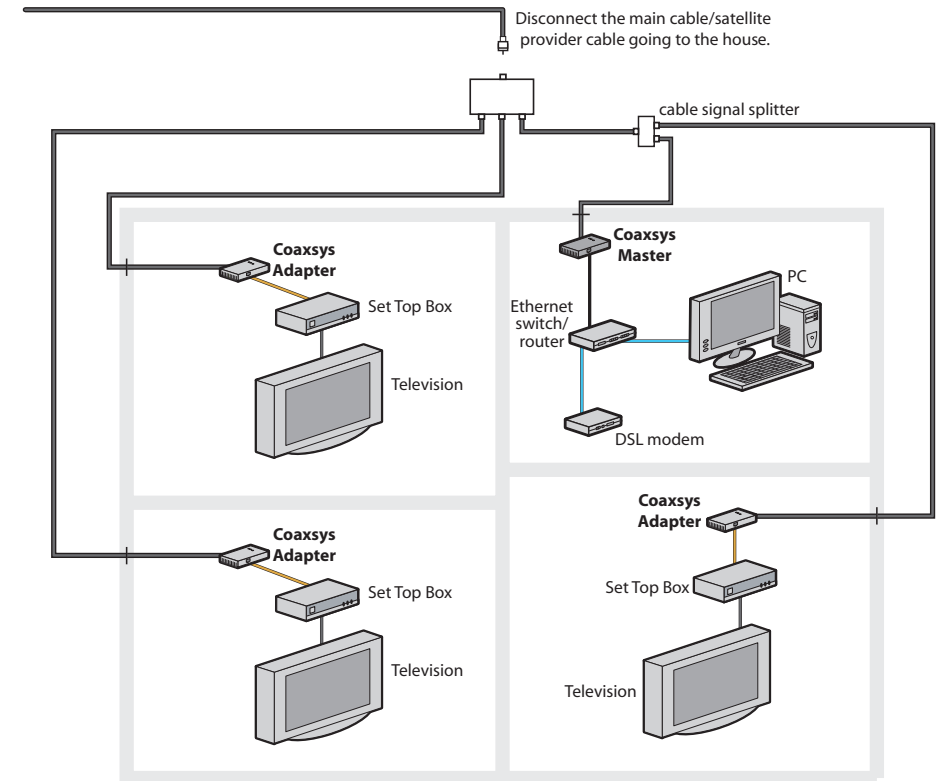 Disconnect the main cable/satellite
provider cable going to the house.
cable signal splitter
Coaxsys
Adapter
Set Top Box
Television
Coaxsys
Master
PC
Ethernet
switch/
router
DSL modem
Coaxsys
Adapter
Set Top Box
Television
Coaxsys
Adapter
Set Top Box
Television